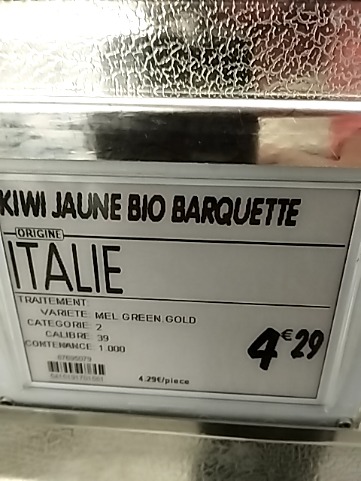 KIWI JAUNE BIO BARQUETTE
ORIGINE
ITALIE
TRAITEMENT
VARIETE MEL GREEN GOLD
CATEGORIE 2
CALIBRE 39
CONTENANCE 1.000
4€29
4.29€/piece